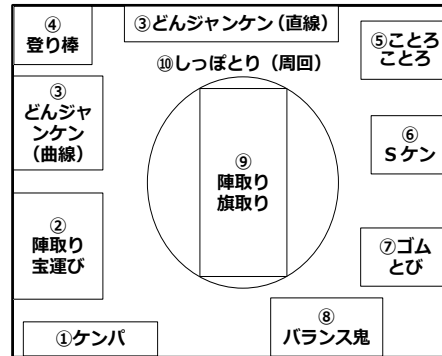 ④
登り棒
③どんジャンケン(直線)
⑤ことろ
ことろ
⑩しっぽとり(周回)
③
どんジャ
ンケン
(曲線)
⑥
Sケン
⑨
陣取り
旗取り
②
陣取り
宝運び
⑦ゴム
とび
①ケンパ
⑧
バランス鬼